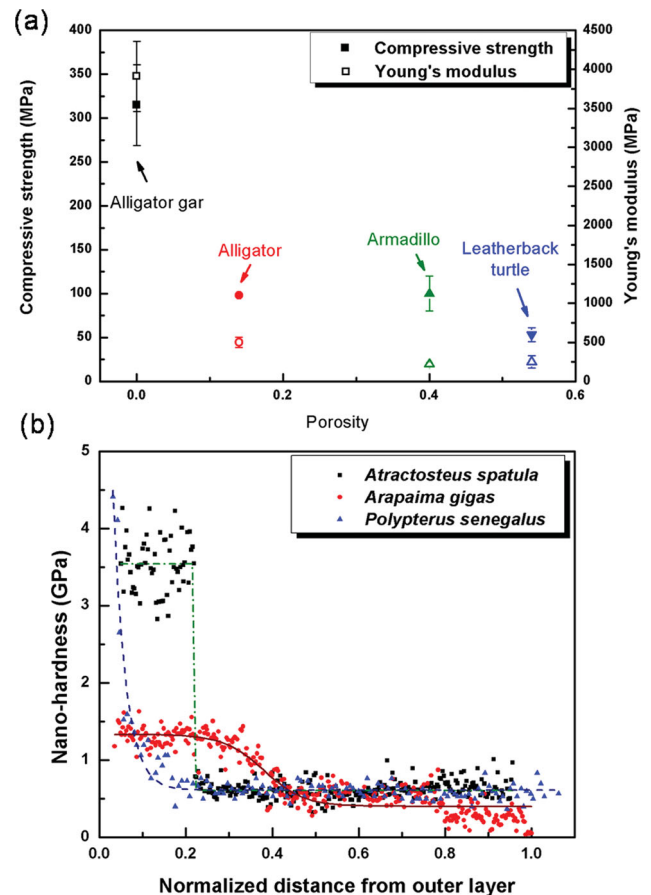 (a)
Compressive strength
Young's modulus
Compressive strength (MPa)
400
350
300
250
200
150
100
50
0
Alligator gar
Alligator
Armadillo
Leatherback
turtle
4500
4000
3500
3000
2500
2000
1500
1000
500
0
Young's modulus (MPa)
0.0 0.2 0.4 0.6
Porosity
(b)
Atractosteus spatula
Arapaima gigas
Polypterus senegalus
Nano-hardness (GPa)
5
4
3
2
1
0
0.0 0.2 0.4 0.6 0.8 1.0
Normalized distance from outer layer